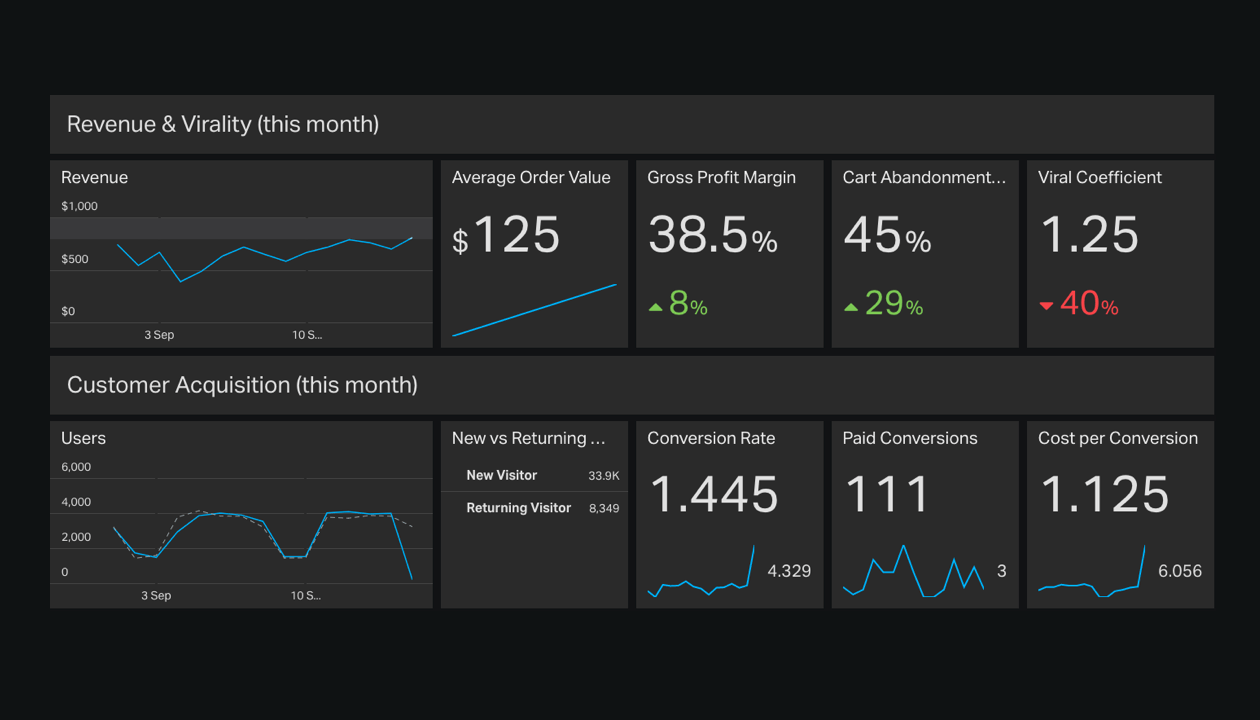 Revenue & Virality (this month)
Revenue
$1,000
$500
$0
3 Sep
10 S...
Average Order Value
$125
Gross Profit Margin
38.5%
8%
Cart Abandonment...
45%
29%
Viral Coefficient
1.25
40%
Customer Acquisition (this month)
Users
6,000
4,000
2,000
0
3 Sep
10 S...
New vs Returning ...
New Visitor 33.9K
Returning Visitor 8,349
Conversion Rate
1.445
4.329
Paid Conversions
111
3
Cost per Conversion
1.125
6.056